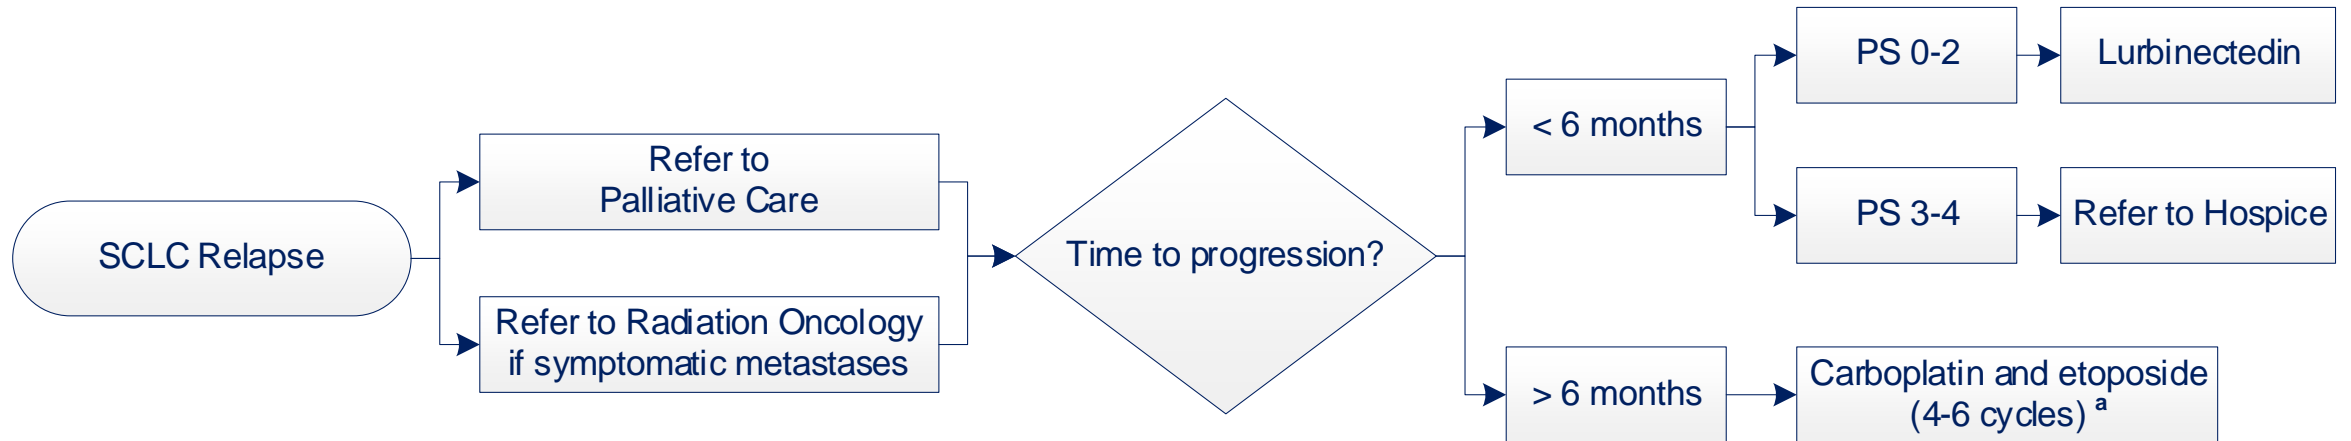 SCLC Relapse
Refer to
Palliative Care
Refer to Radiation Oncology
if symptomatic metastases
Time to progression?
< 6 months
PS 0-2
Lurbinectedin
PS 3-4
Refer to Hospice
> 6 months
Carboplatin and etoposide
(4-6 cycles) a